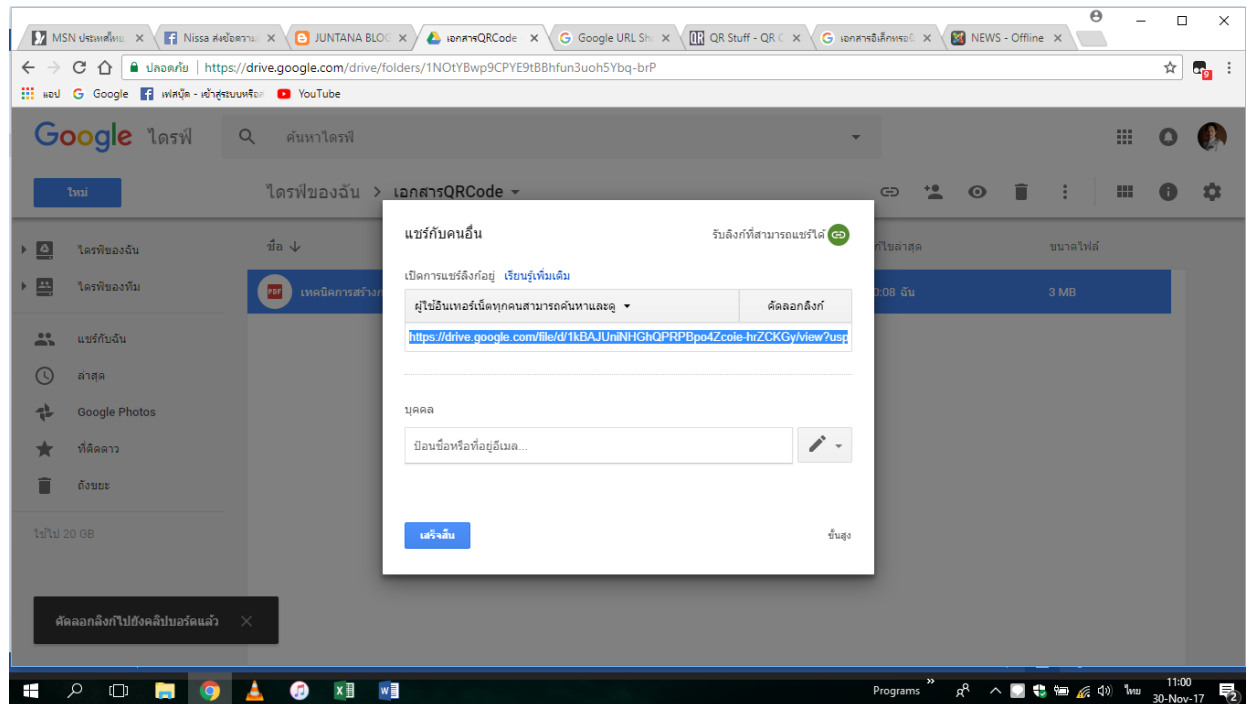 MSN ประเทศไทย
Nissa ส่งข้อความ
JUNTANA BLOG
เอกสารQRCode
Google URL Sh
QR Stuff - QR C
เอกสารอิเล็กทรอนิ
NEWS - Offline
ปลอดภัย | https://drive.google.com/drive/folders/1NOtYBwp9CPYE9tBBhfun3uoh5Ybq-brP
9
แอป Google เฟสบุ๊ค - เข้าสู่ระบบหรือส YouTube
Google ไดรฟ์ ค้นหาไดรฟ์
ใหม่ ไดรฟ์ของฉัน > เอกสารQRCode
ไดรฟ์ของฉัน
ไดรฟ์ของทีม
แชร์กับฉัน
ล่าสุด
Google Photos
ที่ติดดาว
ถังขยะ
ใช้ไป 20 GB
ชื่อ
ขนาดไฟล์
PDF เทคนิคการสร้าง
0:08 ฉัน 3 MB
แชร์กับคนอื่น รับลิงก์ที่สามารถแชร์ได้
เปิดการแชร์ลิงก์อยู่ เรียนรู้เพิ่มเติม
ผู้ใช้อินเทอร์เน็ตทุกคนสามารถค้นหาและดู คัดลอกลิงก์
https://drive.google.com/file/d/1kBAJUniNHGhQPRPBpo4Zcoie-hrZCKGy/view?usp
บุคคล
ป้อนชื่อหรือที่อยู่อีเมล...
เสร็จสิ้น ขั้นสูง
คัดลอกลิงก์ไปยังคลิปบอร์ดแล้ว
Programs
ไทย
11:00
30-Nov-17
2